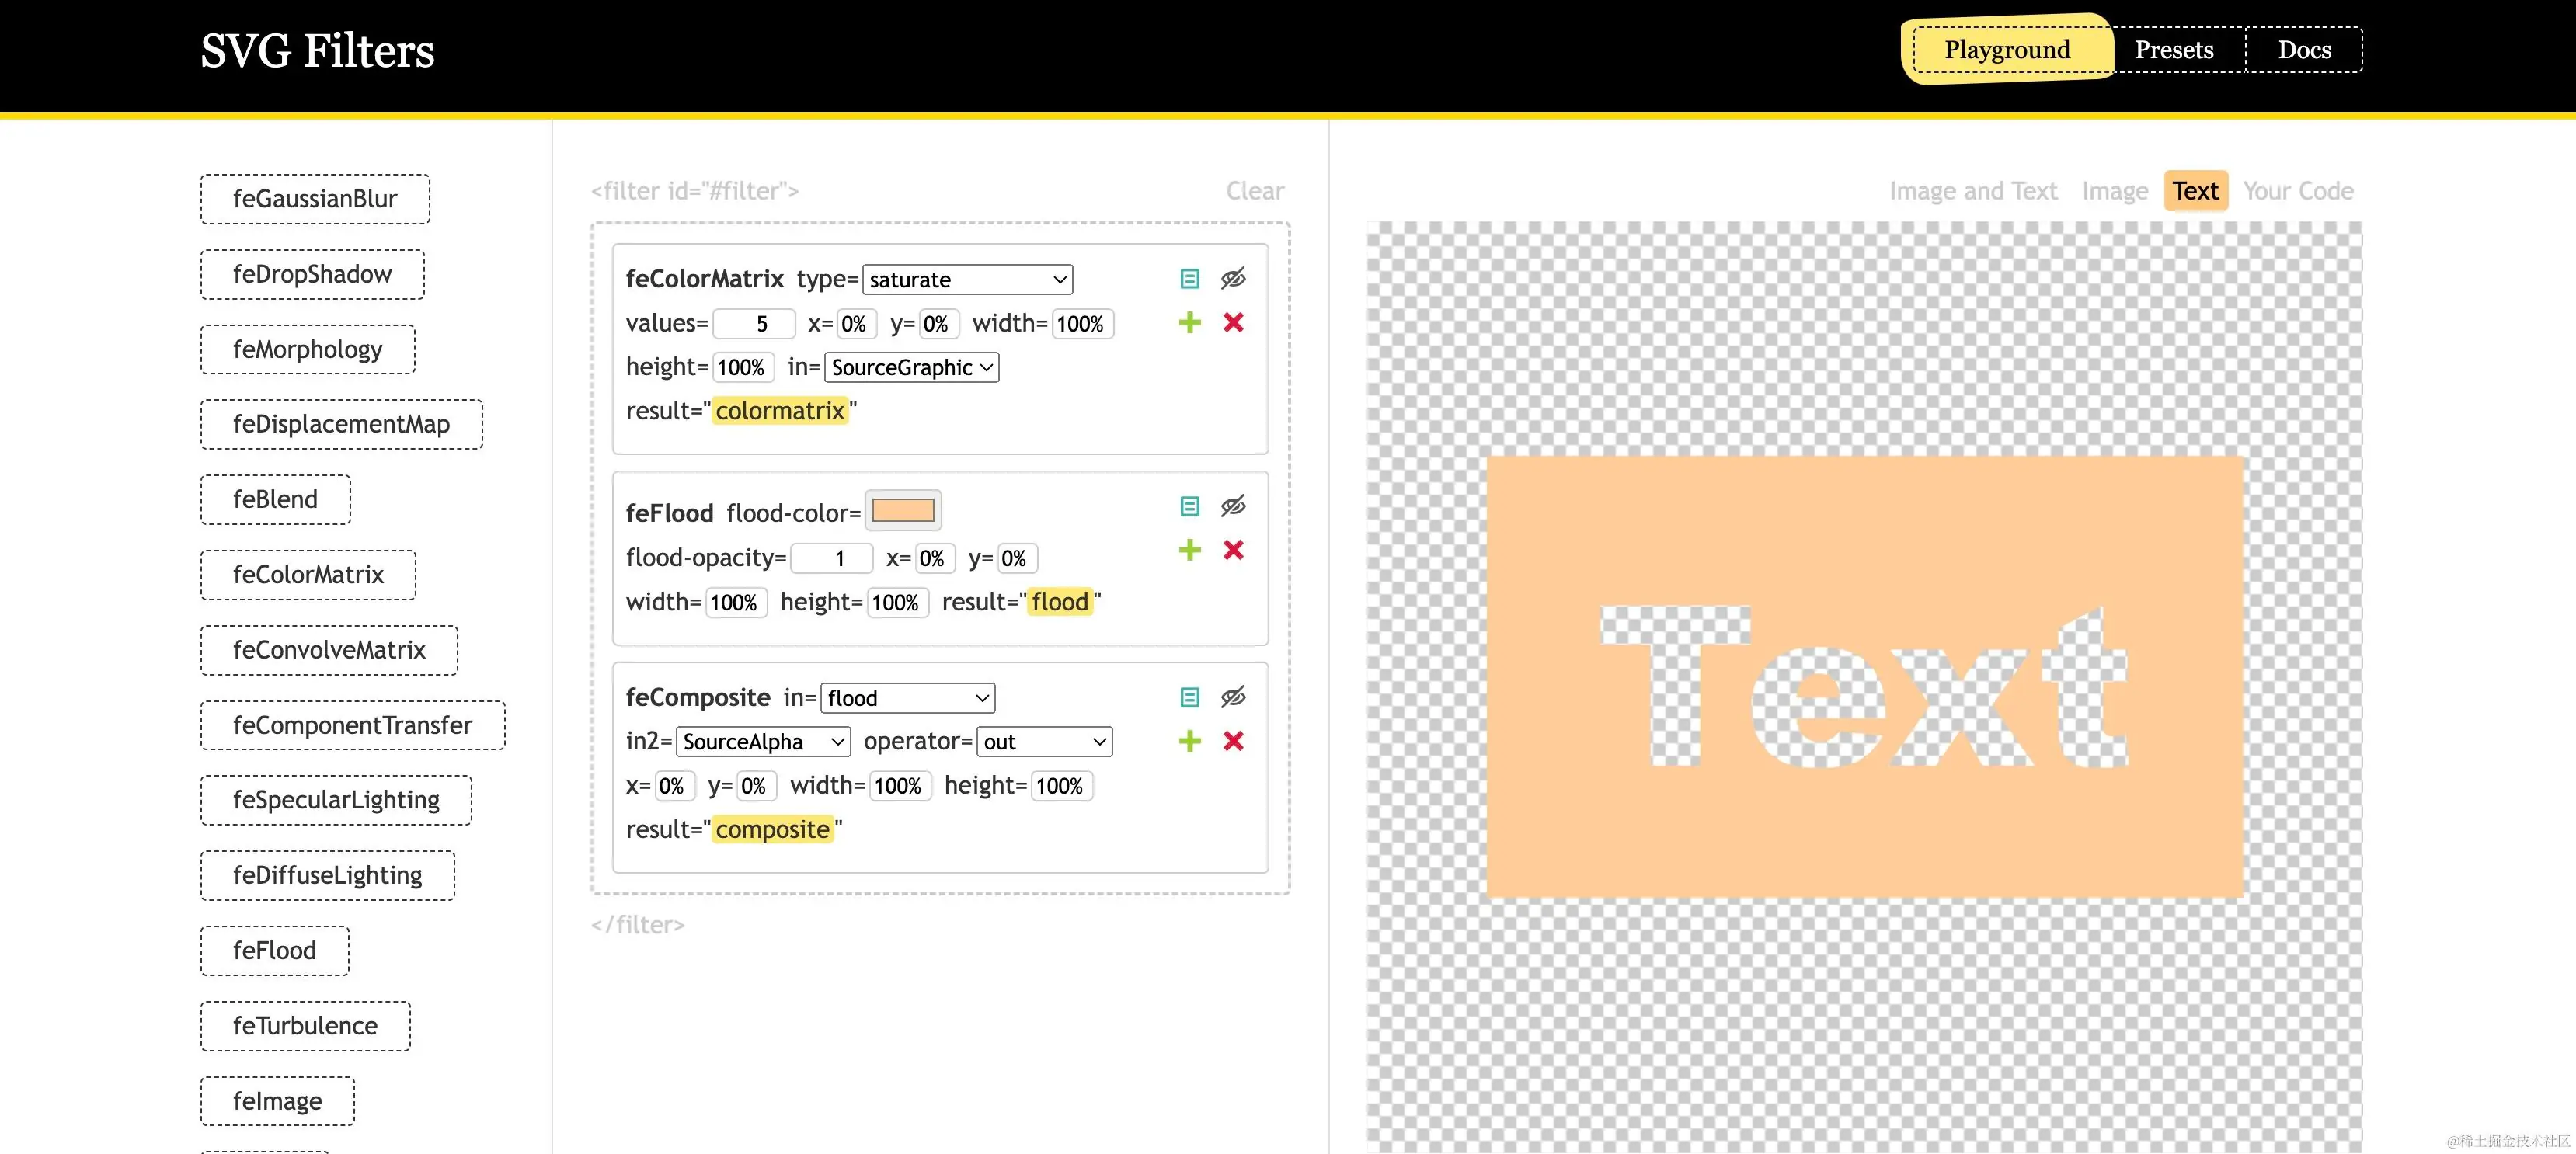 SVG Filters
Playground
Presets
Docs
feGaussianBlur
feDropShadow
feMorphology
feDisplacementMap
feBlend
feColorMatrix
feConvolveMatrix
feComponentTransfer
feSpecularLighting
feDiffuseLighting
feFlood
feTurbulence
feImage
<filter id="#filter">
Clear
feColorMatrix type= saturate
values= 5 x= 0% y= 0% width= 100%
height= 100% in= SourceGraphic
result="colormatrix"
feFlood flood-color=
flood-opacity= 1 x= 0% y= 0%
width= 100% height= 100% result="flood"
feComposite in= flood
in2= SourceAlpha operator= out
x= 0% y= 0% width= 100% height= 100%
result="composite"
</filter>
Image and Text
Image
Text
Your Code
Text
@稀土掘金技术社区